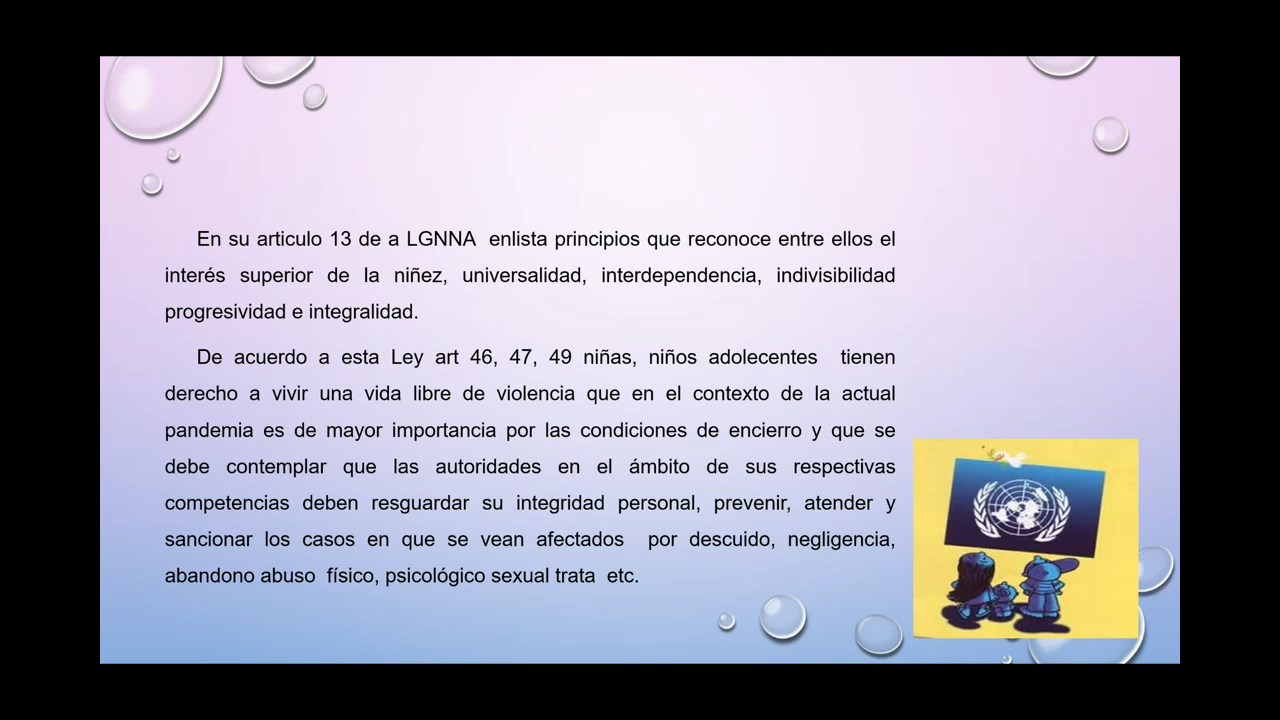 En su articulo 13 de a LGNNA  enlista principios que reconoce entre ellos el
interés superior de la niñez, universalidad, interdependencia, indivisibilidad
progresividad e integralidad.
De acuerdo a esta Ley art 46, 47, 49 niñas, niños adolecentes  tienen
derecho a vivir una vida libre de violencia que en el contexto de la actual
pandemia es de mayor importancia por las condiciones de encierro y que se
debe contemplar que las autoridades en el ámbito de sus respectivas
competencias deben resguardar su integridad personal, prevenir, atender y
sancionar los casos en que se vean afectados  por descuido, negligencia,
abandono abuso  físico, psicológico sexual trata  etc.